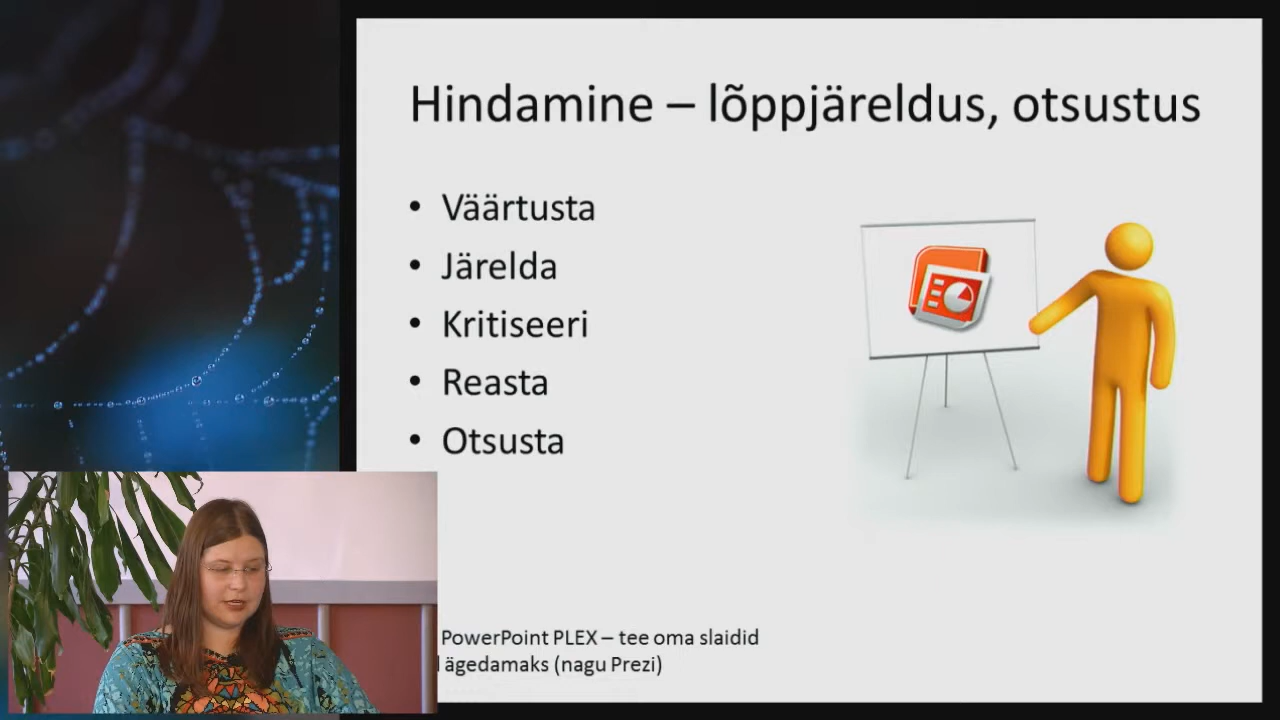 Hindamine – lõppjäreldus, otsustus
• Väärtusta
• Järelda
• Kritiseeri
• Reasta
• Otsusta
PowerPoint PLEX – tee oma slaidid
ägedamaks (nagu Prezi)